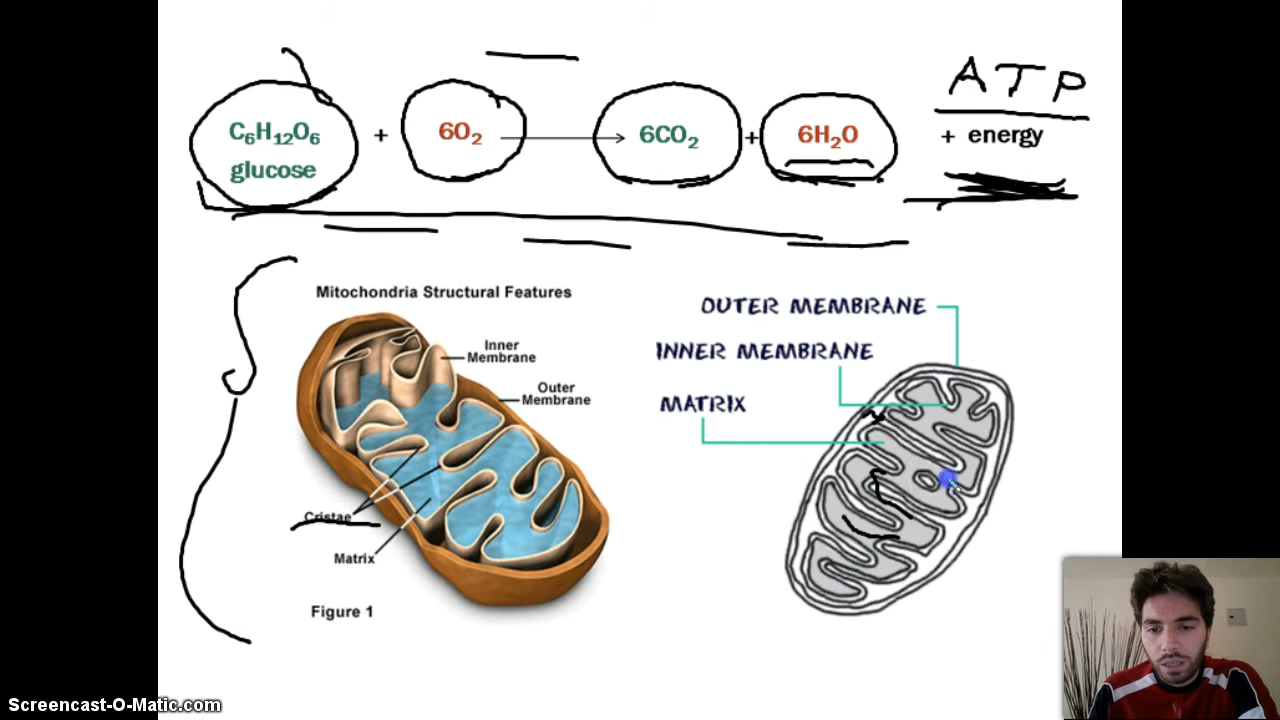 ATP
C₆H₁₂O₆ + 6O₂ → 6CO₂ + 6H₂O + energy
glucose
Mitochondria Structural Features
Inner
Membrane
Outer
Membrane
Cristae
Matrix
Figure 1
OUTER MEMBRANE
INNER MEMBRANE
MATRIX
Screencast-O-Matic.com